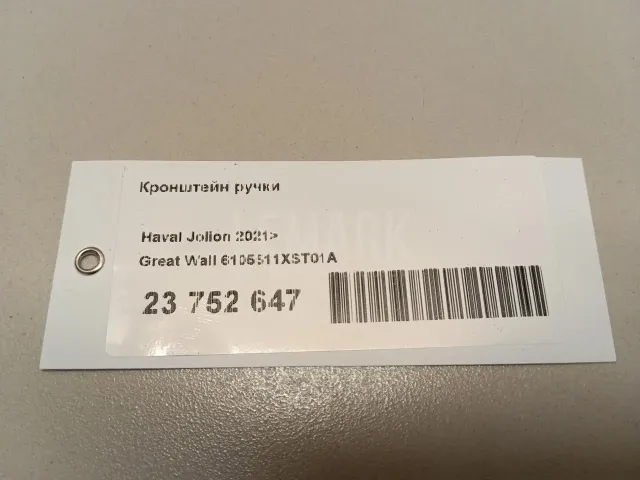 Кронштейн ручки
Haval Jolion 2021>
Great Wall 6105511XST01A
23 752 647